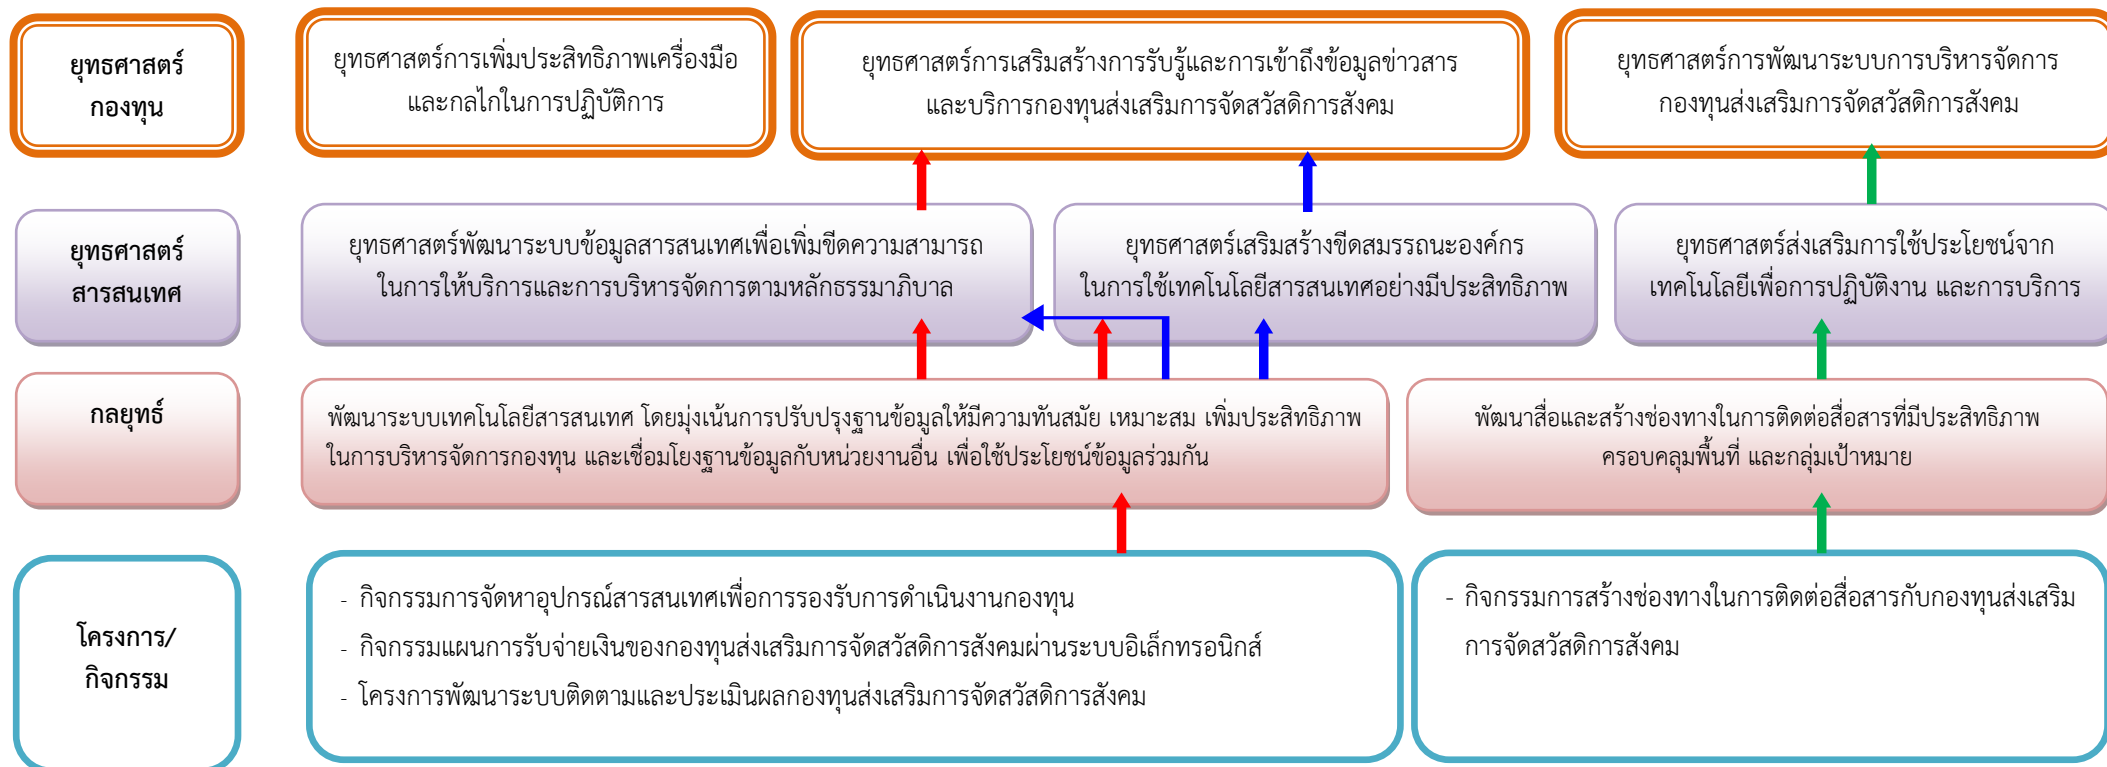 ยุทธศาสตร์
กองทุน
ยุทธศาสตร์การเพิ่มประสิทธิภาพเครื่องมือ
และกลไกในการปฏิบัติการ
ยุทธศาสตร์การเสริมสร้างการรับรู้และการเข้าถึงข้อมูลข่าวสาร
และบริการกองทุนส่งเสริมการจัดสวัสดิการสังคม
ยุทธศาสตร์การพัฒนาระบบการบริหารจัดการ
กองทุนส่งเสริมการจัดสวัสดิการสังคม
ยุทธศาสตร์
สารสนเทศ
ยุทธศาสตร์พัฒนาระบบข้อมูลสารสนเทศเพื่อเพิ่มขีดความสามารถ
ในการให้บริการและการบริหารจัดการตามหลักธรรมาภิบาล
ยุทธศาสตร์เสริมสร้างขีดสมรรถนะองค์กร
ในการใช้เทคโนโลยีสารสนเทศอย่างมีประสิทธิภาพ
ยุทธศาสตร์ส่งเสริมการใช้ประโยชน์จาก
เทคโนโลยีเพื่อการปฏิบัติงาน และการบริการ
กลยุทธ์
พัฒนาระบบเทคโนโลยีสารสนเทศ โดยมุ่งเน้นการปรับปรุงฐานข้อมูลให้มีความทันสมัย เหมาะสม เพิ่มประสิทธิภาพ
ในการบริหารจัดการกองทุน และเชื่อมโยงฐานข้อมูลกับหน่วยงานอื่น เพื่อใช้ประโยชน์ข้อมูลร่วมกัน
พัฒนาสื่อและสร้างช่องทางในการติดต่อสื่อสารที่มีประสิทธิภาพ
ครอบคลุมพื้นที่ และกลุ่มเป้าหมาย
โครงการ/
กิจกรรม
- กิจกรรมการจัดหาอุปกรณ์สารสนเทศเพื่อการรองรับการดำเนินงานกองทุน
- กิจกรรมแผนการรับจ่ายเงินของกองทุนส่งเสริมการจัดสวัสดิการสังคมผ่านระบบอิเล็กทรอนิกส์
- โครงการพัฒนาระบบติดตามและประเมินผลกองทุนส่งเสริมการจัดสวัสดิการสังคม
- กิจกรรมการสร้างช่องทางในการติดต่อสื่อสารกับกองทุนส่งเสริม
การจัดสวัสดิการสังคม